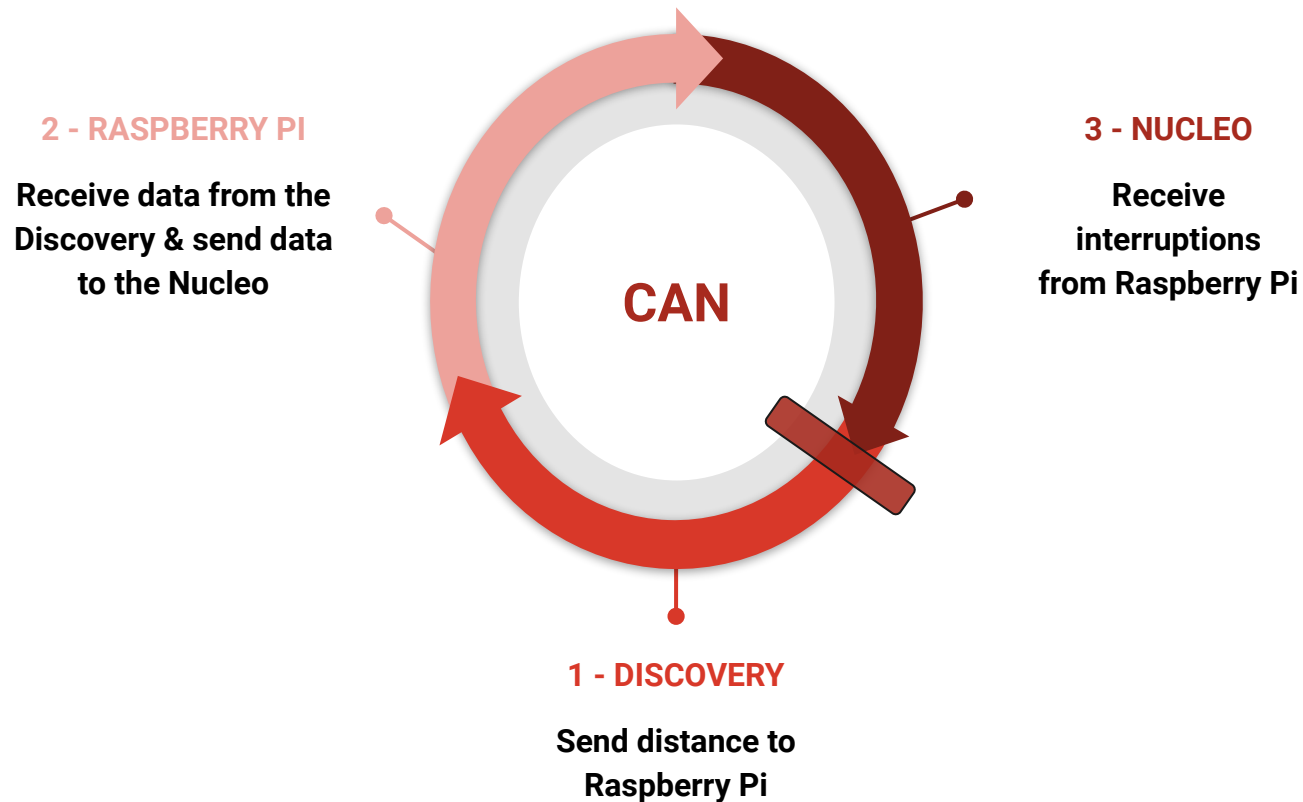 2 - RASPBERRY PI
Receive data from the
Discovery & send data
to the Nucleo
CAN
3 - NUCLEO
Receive
interruptions
from Raspberry Pi
1 - DISCOVERY
Send distance to
Raspberry Pi